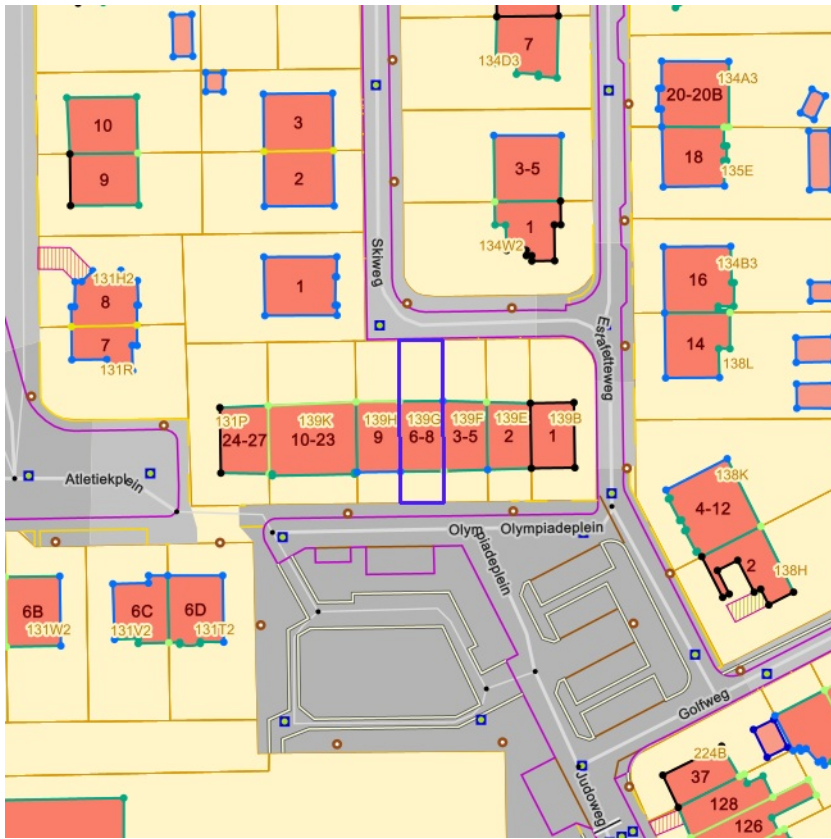 7
134D3
134A3
20-20B
10
3
3-5
18
135E
9
2
1
134W2
Skiweg
131H2
8
1
16
134B3
7
131R
14
138L
Estafetteweg
131P
139K
139H
139G
139F
139E
139B
24-27
10-23
9
6-8
3-5
2
1
Atletiekplein
138K
4-12
Olympiadeplein
Olympiadeplein
Olympiadeplein
2
138H
6B
131W2
6C
131V2
6D
131T2
Golfweg
224B
37
128
126
Judoweg